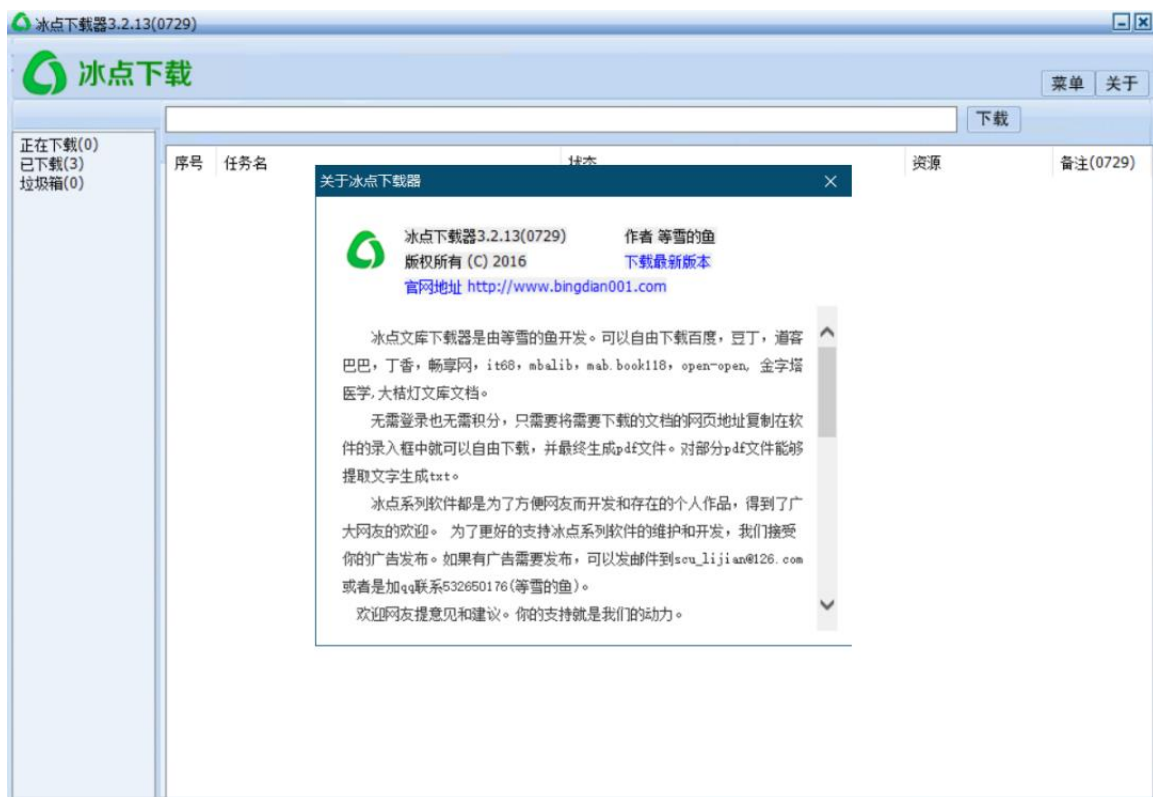 冰点下载器3.2.13(0729)
冰点下载
菜单 关于
下载
正在下载(0)
已下载(3)
垃圾箱(0)
序号 任务名 状态 资源 备注(0729)
关于冰点下载器
冰点下载器3.2.13(0729) 作者 等雪的鱼
版权所有 (C) 2016 下载最新版本
官网地址 http://www.bingdian001.com
冰点文库下载器是由等雪的鱼开发。可以自由下载百度，豆丁，道客
巴巴，丁香，畅享网，it68，mbalib，mab.book118，open-open, 金字塔
医学,大桔灯文库文档。
无需登录也无需积分，只需要将需要下载的文档的网页地址复制在软
件的录入框中就可以自由下载，并最终生成pdf文件。对部分pdf文件能够
提取文字生成txt。
冰点系列软件都是为了方便网友而开发和存在的个人作品，得到了广
大网友的欢迎。 为了更好的支持冰点系列软件的维护和开发，我们接受
你的广告发布。如果有广告需要发布，可以发邮件到scu_lijian@126.com
或者是加qq联系532650176(等雪的鱼)。
欢迎网友提意见和建议。你的支持就是我们的动力。